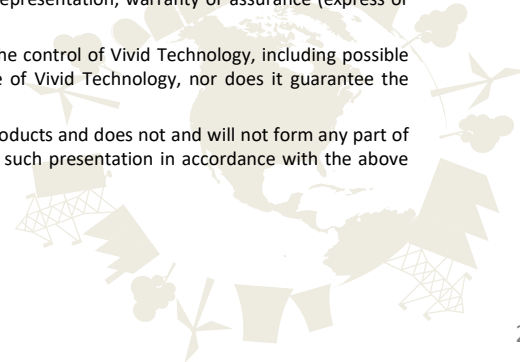 epresentation, warranty or assurance (express or
he control of Vivid Technology, including possible
e of Vivid Technology, nor does it guarantee the
oducts and does not and will not form any part of
such presentation in accordance with the above
2